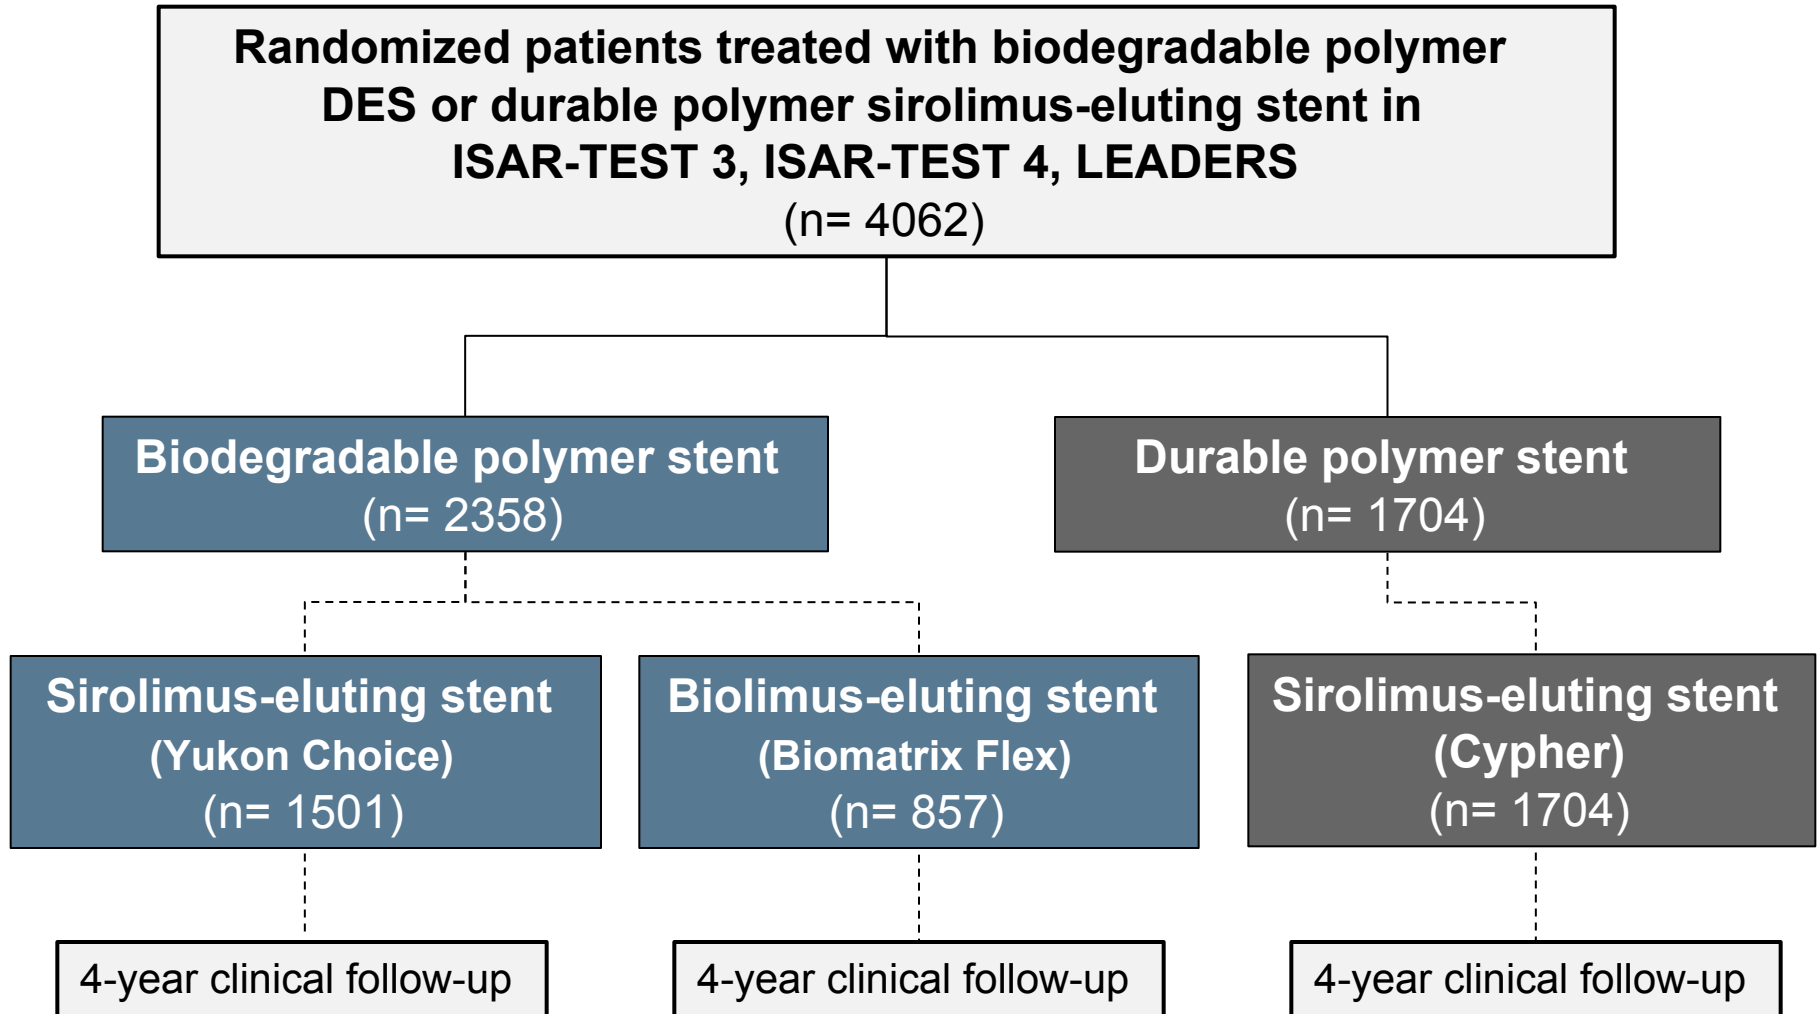 Randomized patients treated with biodegradable polymer
DES or durable polymer sirolimus-eluting stent in
ISAR-TEST 3, ISAR-TEST 4, LEADERS
(n= 4062)
Biodegradable polymer stent
(n= 2358)
Durable polymer stent
(n= 1704)
Sirolimus-eluting stent
(Yukon Choice)
(n= 1501)
Biolimus-eluting stent
(Biomatrix Flex)
(n= 857)
Sirolimus-eluting stent
(Cypher)
(n= 1704)
4-year clinical follow-up
4-year clinical follow-up
4-year clinical follow-up